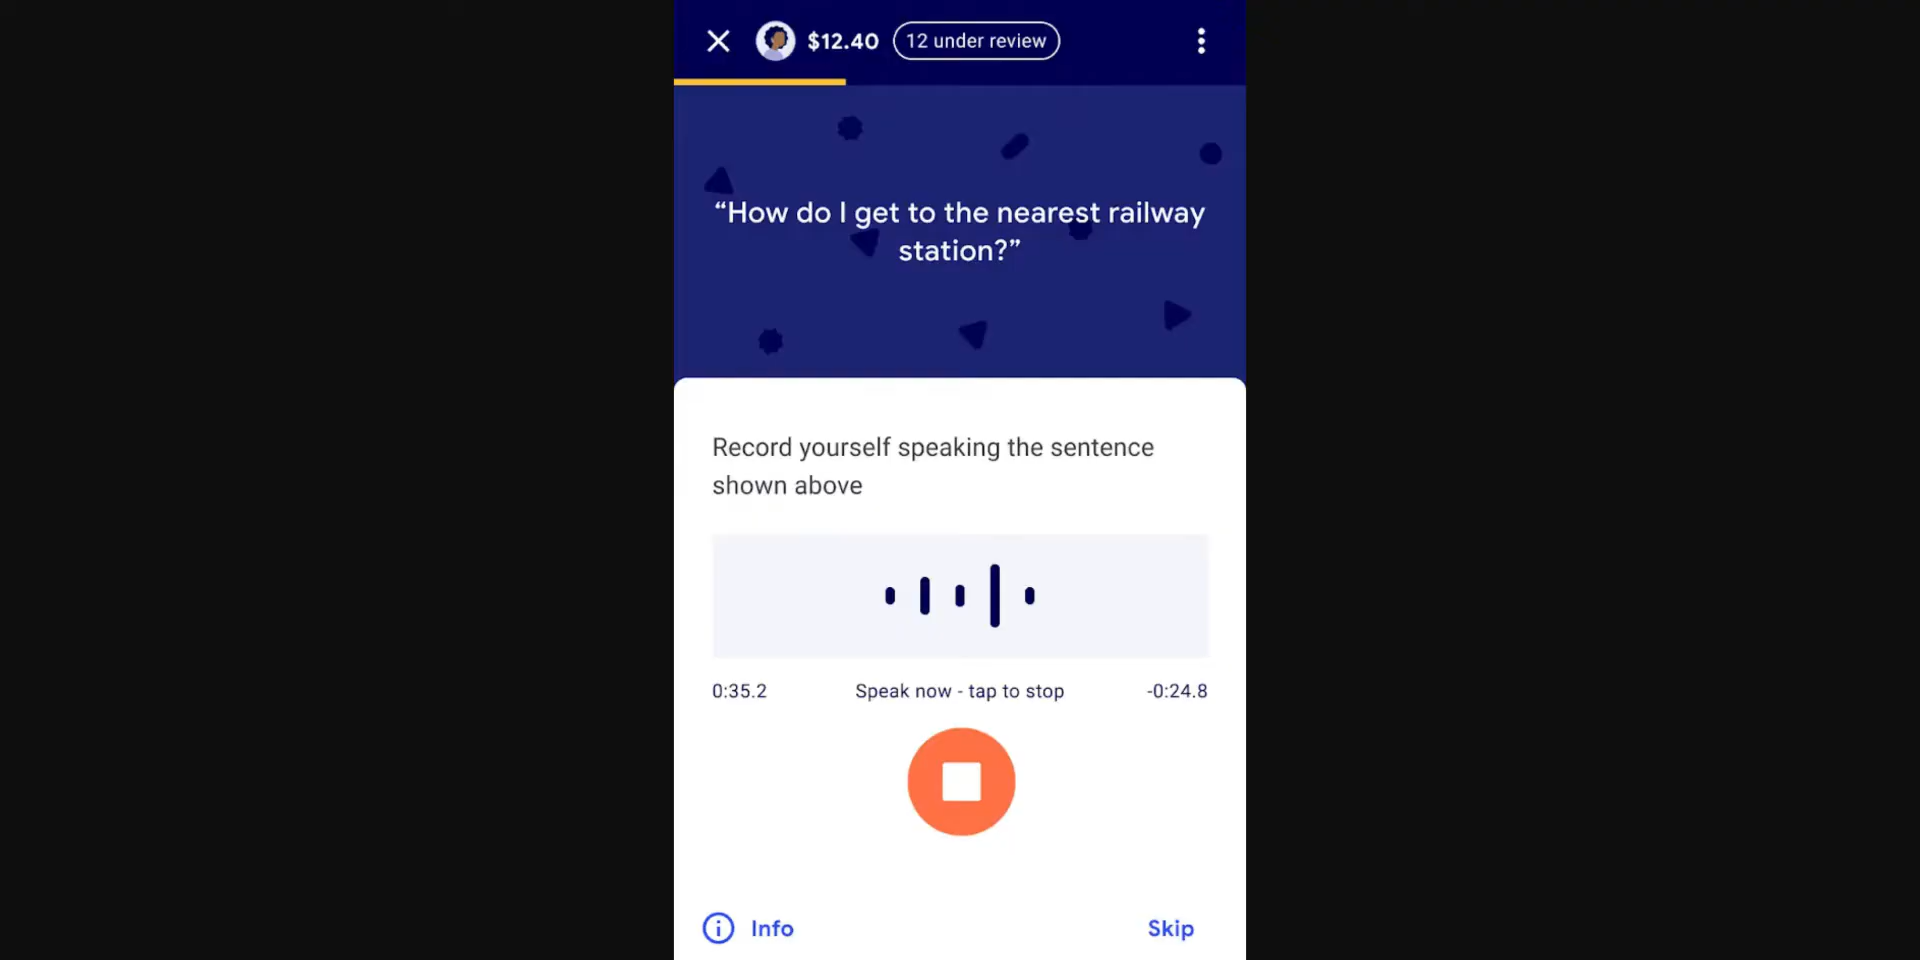 $12.40
12 under review
“How do I get to the nearest railway
station?”
Record yourself speaking the sentence
shown above
0:35.2
Speak now - tap to stop
-0:24.8
Info
Skip